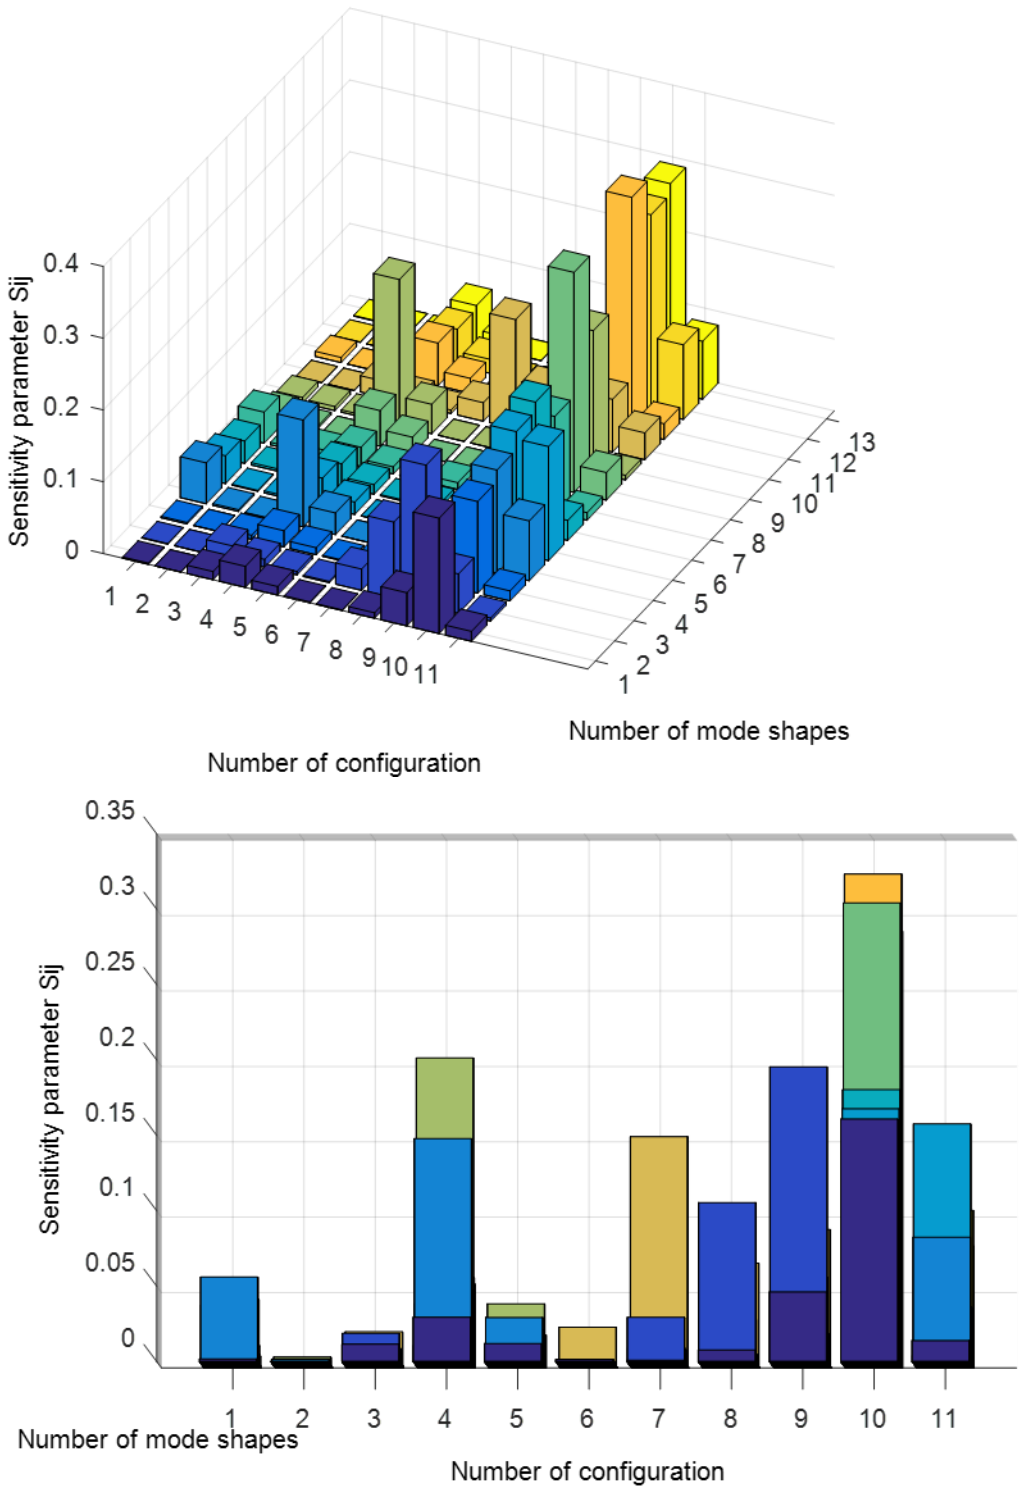 Sensitivity parameter Sij
0.4
0.3
0.2
0.1
0
1 2 3 4 5 6 7 8 9 10 11
1 2 3 4 5 6 7 8 9 10 11 12 13
Number of mode shapes
Number of configuration
Sensitivity parameter Sij
0.35
0.3
0.25
0.2
0.15
0.1
0.05
0
1 2 3 4 5 6 7 8 9 10 11
Number of mode shapes
Number of configuration